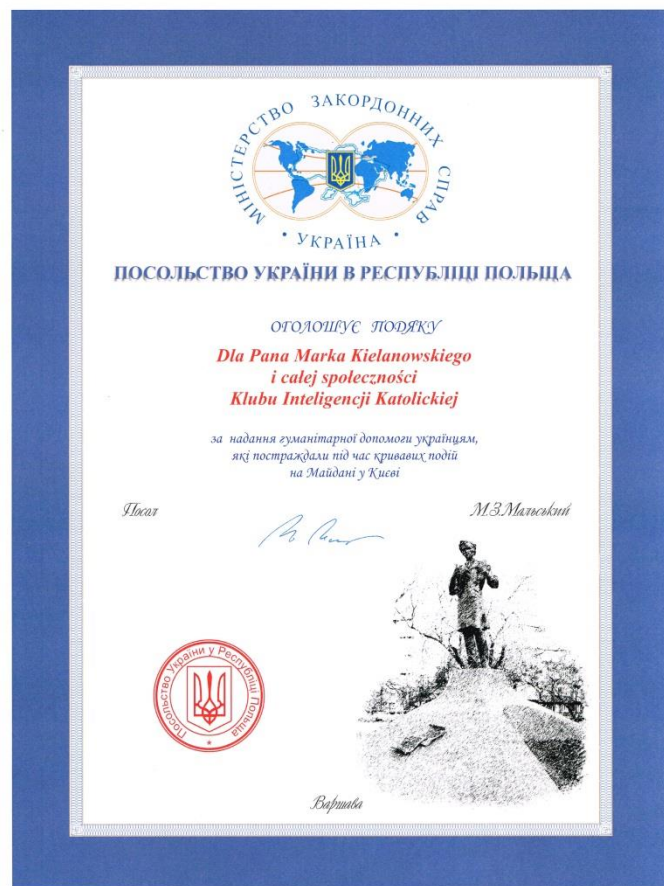 МІНІСТЕРСТВО ЗАКОРДОННИХ СПРАВ
• УКРАЇНА •
ПОСОЛЬСТВО УКРАЇНИ В РЕСПУБЛІЦІ ПОЛЬЩА
ОГОЛОШУЄ ПОДЯКУ
Dla Pana Marka Kielanowskiego
i całej społeczności
Klubu Inteligencji Katolickiej
за надання гуманітарної допомоги українцям,
які постраждали під час кривавих подій
на Майдані у Києві
Посол М.З.Мальський
Посольство України у Республіці Польща
Варшава